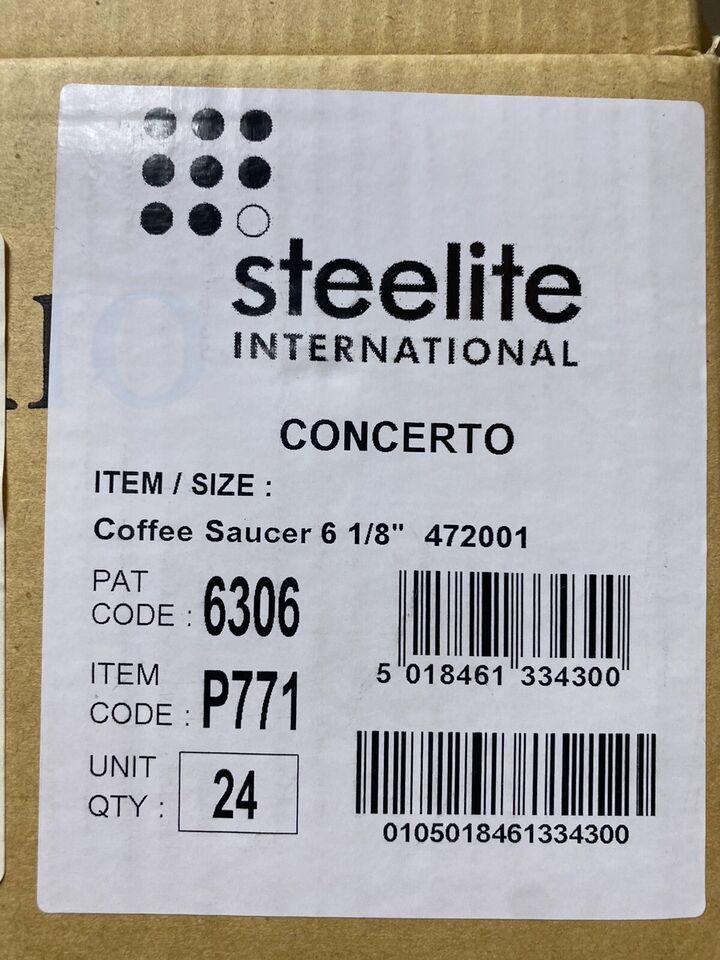 steelite
INTERNATIONAL
CONCERTO
ITEM / SIZE :
Coffee Saucer 6 1/8" 472001
PAT
CODE : 6306
ITEM
CODE : P771
UNIT
QTY : 24
5 018461 334300
0105018461334300